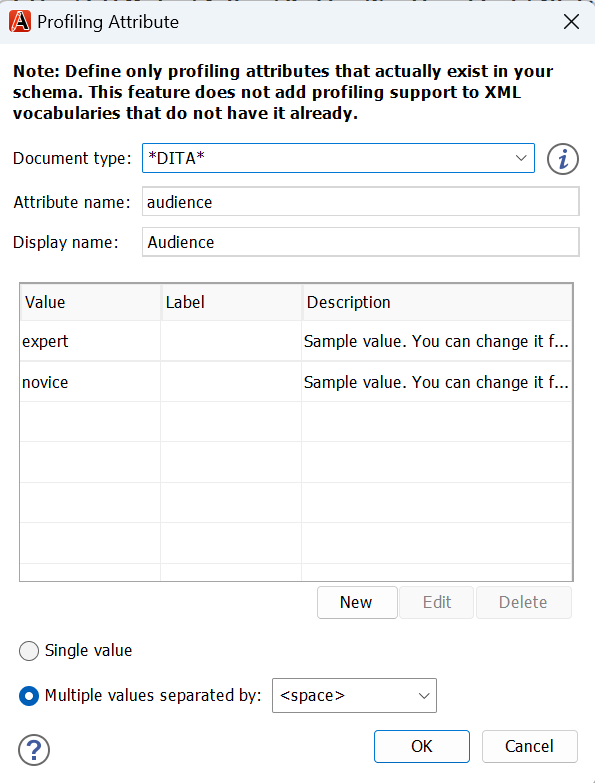 Profiling Attribute
Note: Define only profiling attributes that actually exist in your
schema. This feature does not add profiling support to XML
vocabularies that do not have it already.
Document type: *DITA*
Attribute name: audience
Display name: Audience
Value Label Description
expert Sample value. You can change it f...
novice Sample value. You can change it f...
New Edit Delete
Single value
Multiple values separated by: <space>
? OK Cancel